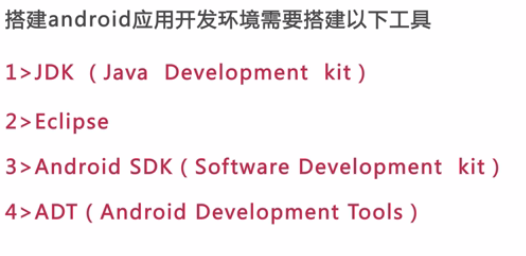 搭建android应用开发环境需要搭建以下工具
1>JDK （Java Development kit）
2>Eclipse
3>Android SDK（Software Development kit）
4>ADT（Android Development Tools）